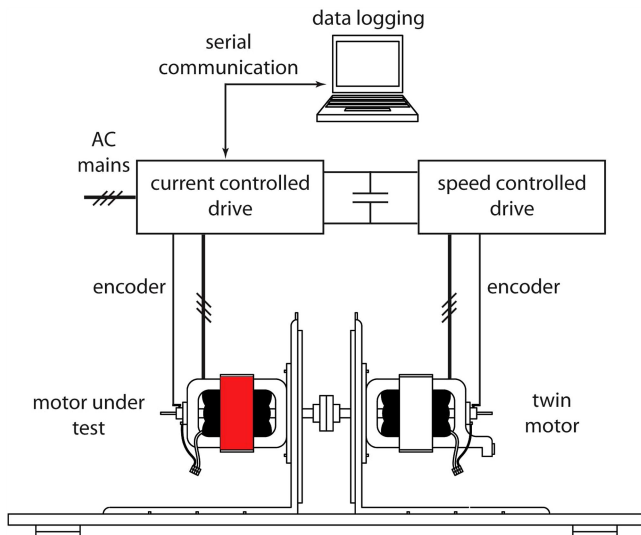 data logging
serial
communication
AC
mains
current controlled
drive
speed controlled
drive
encoder
encoder
motor under
test
twin
motor